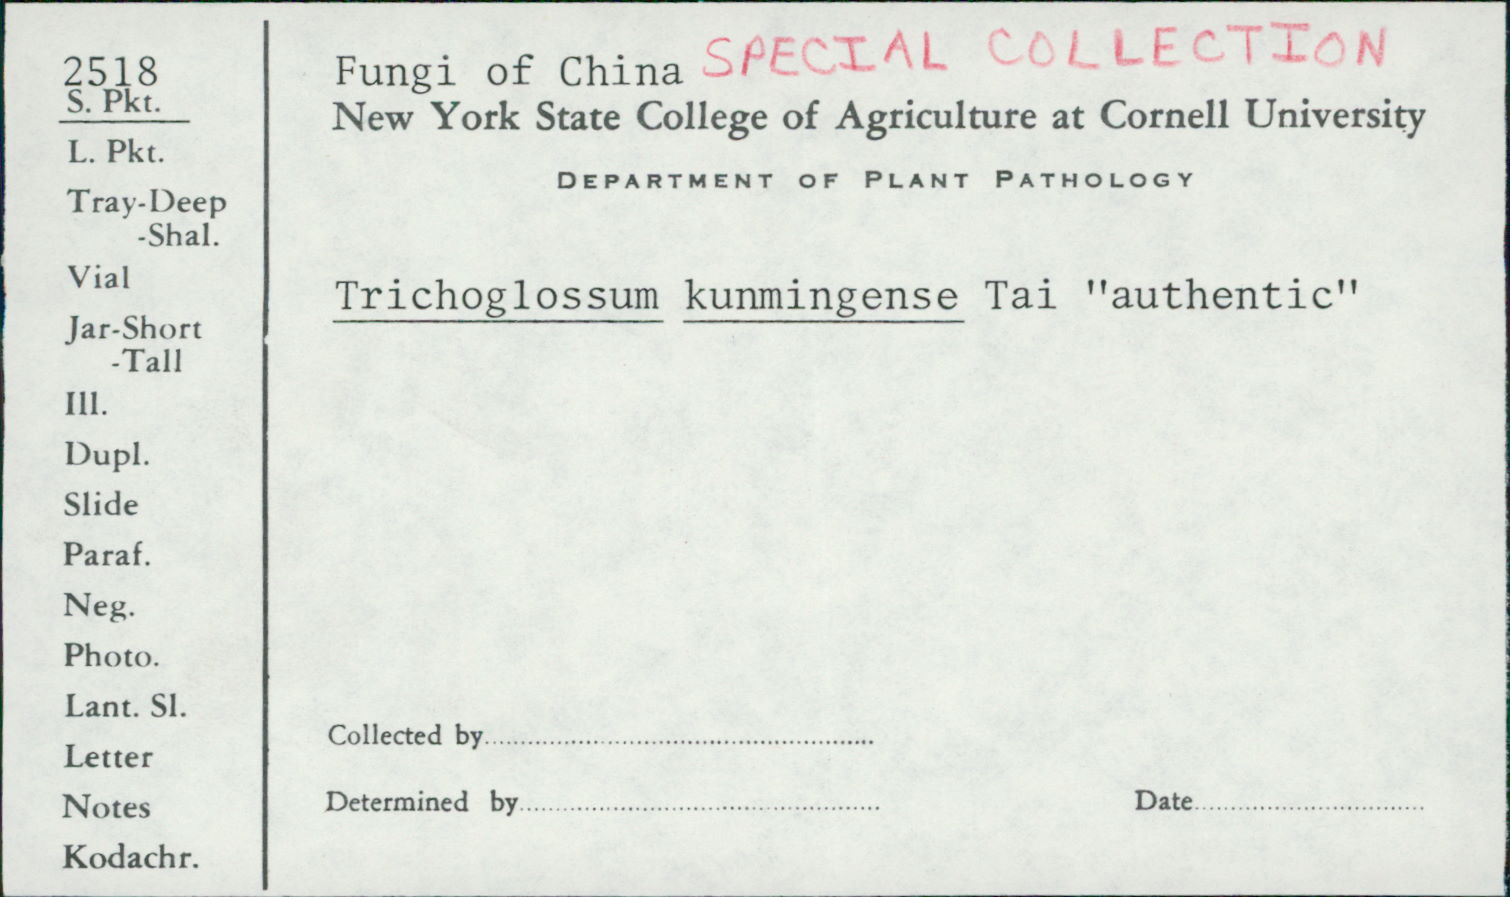 2518
S. Pkt.
L. Pkt.
Tray-Deep
-Shal.
Vial
Jar-Short
-Tall
Ill.
Dupl.
Slide
Paraf.
Neg.
Photo.
Lant. Sl.
Letter
Notes
Kodachr.
Fungi of China SPECIAL COLLECTION
New York State College of Agriculture at Cornell University
DEPARTMENT OF PLANT PATHOLOGY
Trichoglossum kunmingense Tai "authentic"
Collected by
Determined by
Date